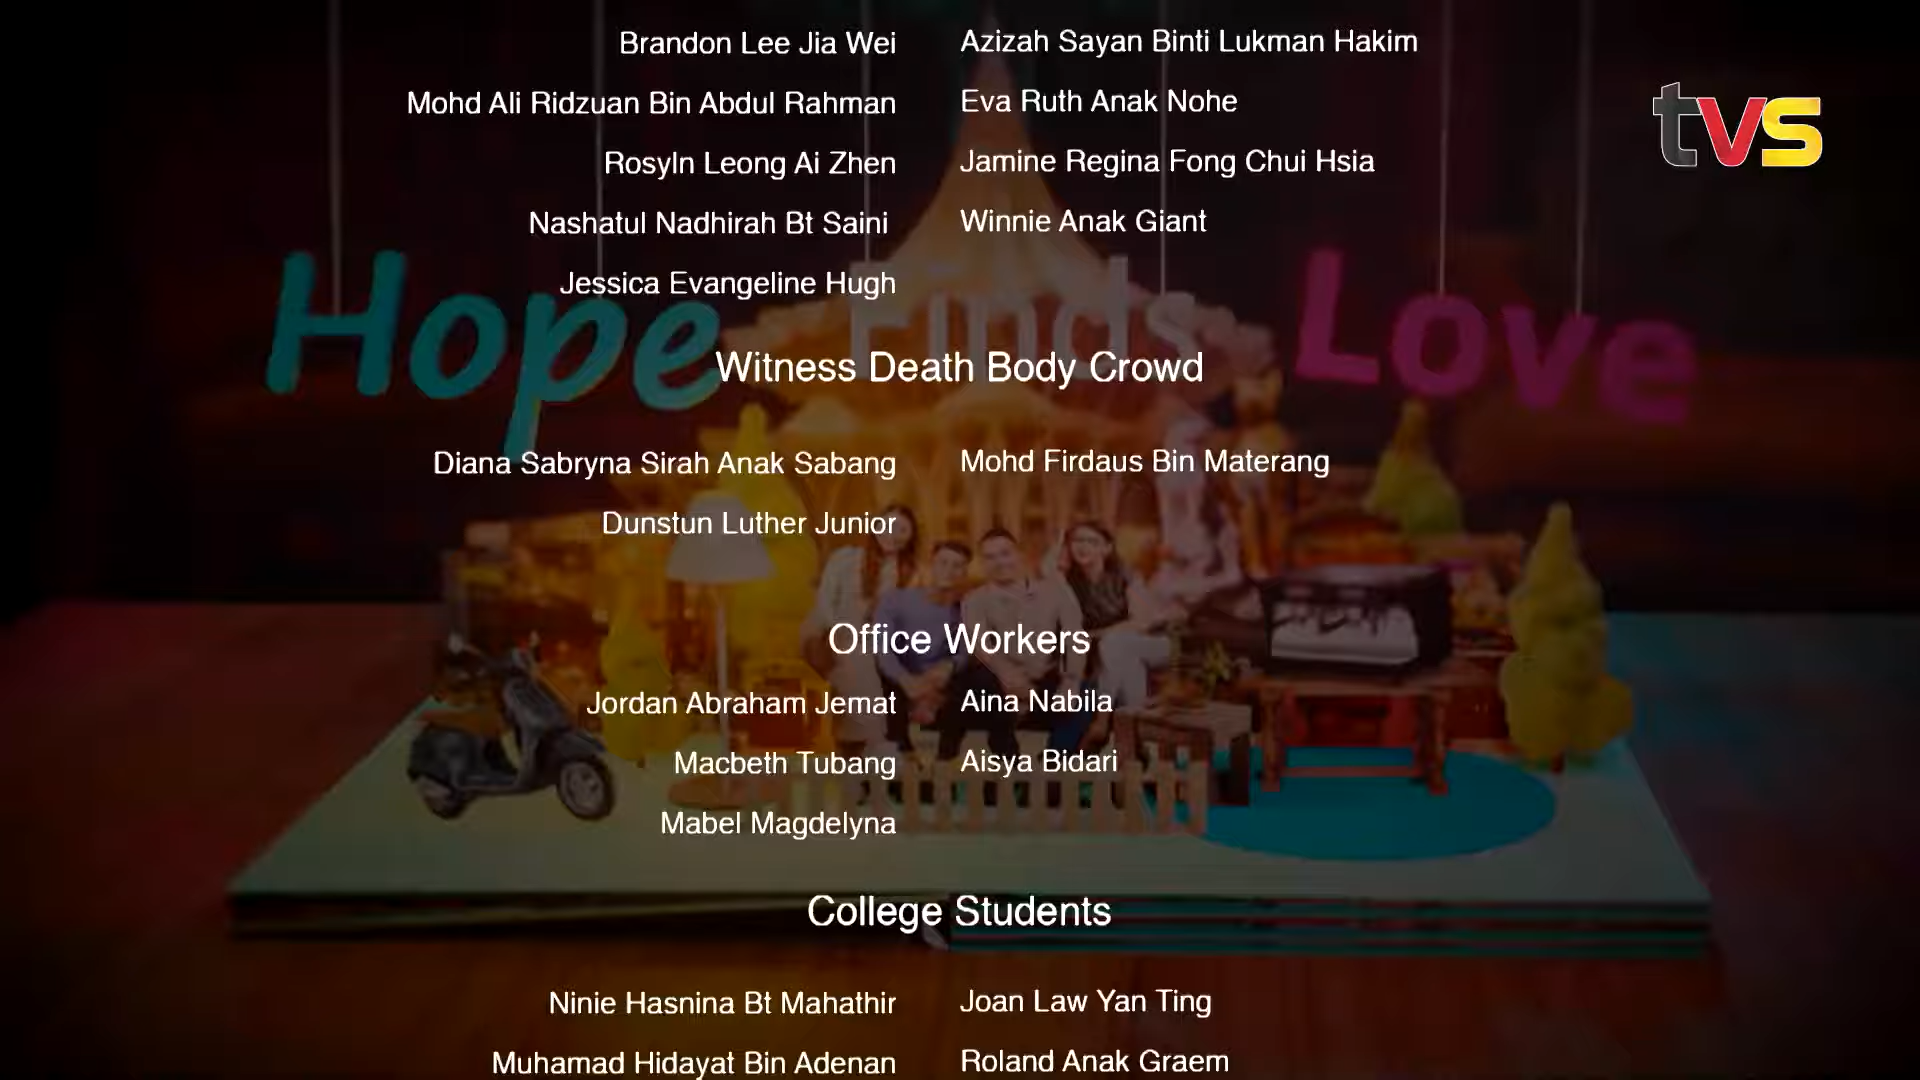 Brandon Lee Jia Wei Azizah Sayan Binti Lukman Hakim
Mohd Ali Ridzuan Bin Abdul Rahman Eva Ruth Anak Nohe
Rosyln Leong Ai Zhen Jamine Regina Fong Chui Hsia
Nashatul Nadhirah Bt Saini Winnie Anak Giant
Jessica Evangeline Hugh
tvs
Hope Finds Love
Witness Death Body Crowd
Diana Sabryna Sirah Anak Sabang Mohd Firdaus Bin Materang
Dunstun Luther Junior
Office Workers
Jordan Abraham Jemat Aina Nabila
Macbeth Tubang Aisya Bidari
Mabel Magdelyna
College Students
Ninie Hasnina Bt Mahathir Joan Law Yan Ting
Muhamad Hidayat Bin Adenan Roland Anak Graem